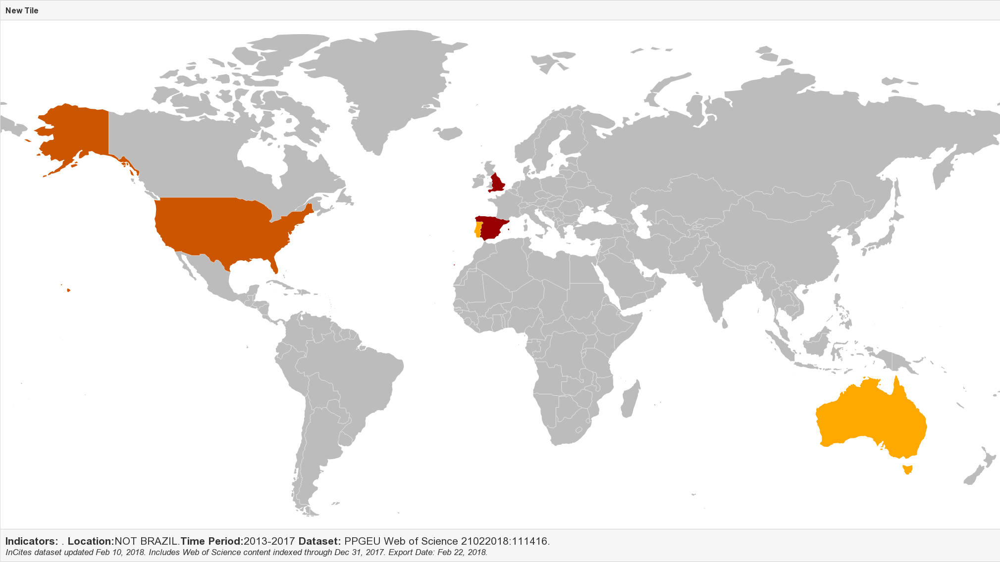 New Tile
Indicators: . Location:NOT BRAZIL.Time Period:2013-2017 Dataset: PPGEU Web of Science 21022018:111416.
InCites dataset updated Feb 10, 2018. Includes Web of Science content indexed through Dec 31, 2017. Export Date: Feb 22, 2018.